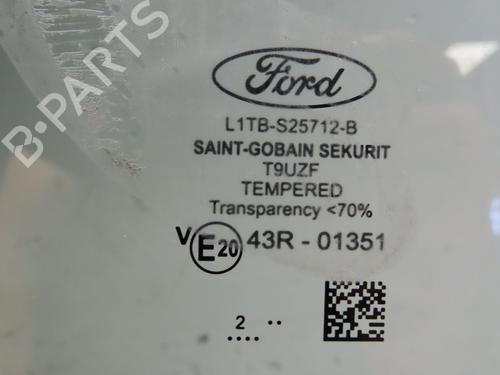 B-PARTS
Ford
L1TB-S25712-B
SAINT-GOBAIN SEKURIT
T9UZF
TEMPERED
Transparency <70%
V E20 43R - 01351
2 ..
....